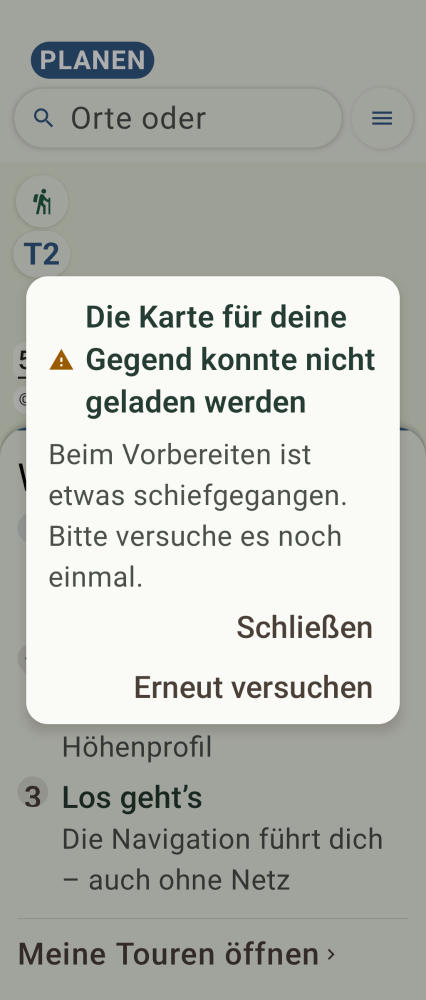 PLANEN
Orte oder
T2
Die Karte für deine
Gegend konnte nicht
geladen werden
Beim Vorbereiten ist
etwas schiefgegangen.
Bitte versuche es noch
einmal.
Schließen
Erneut versuchen
Höhenprofil
3 Los geht’s
Die Navigation führt dich
– auch ohne Netz
Meine Touren öffnen ›